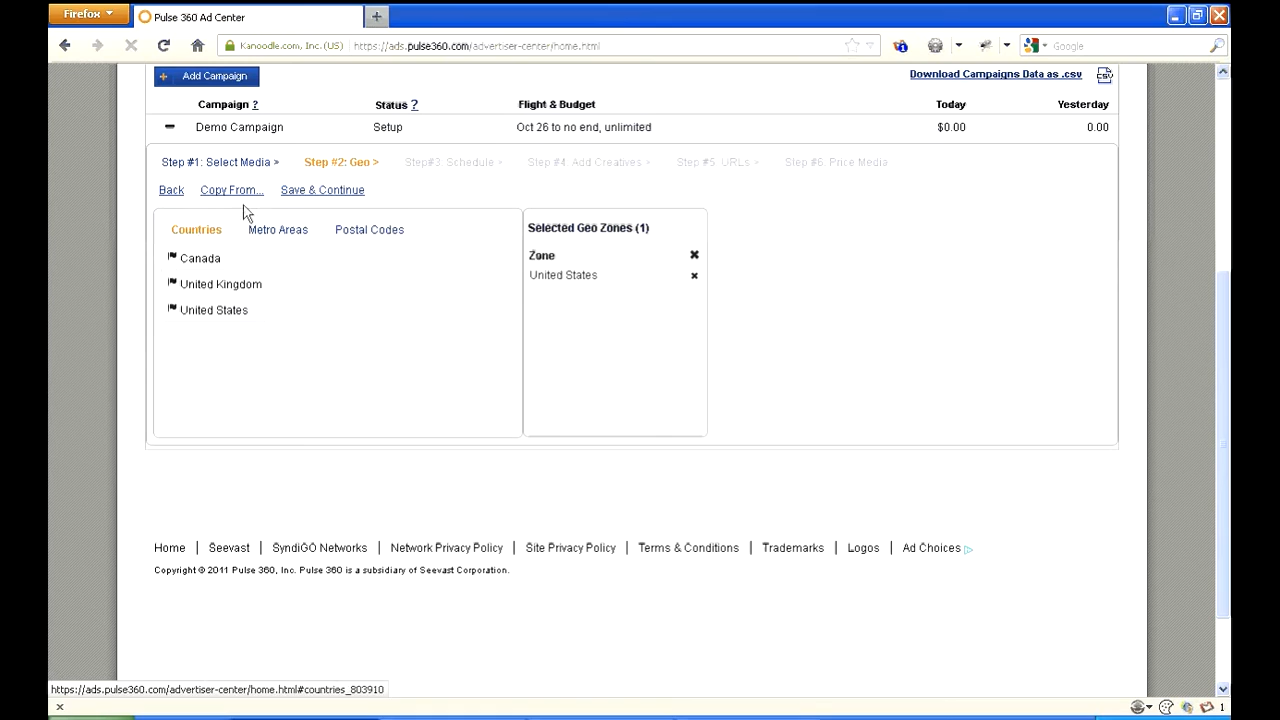 Firefox
Pulse 360 Ad Center
Kanoodle.com, Inc. (US) https://ads.pulse360.com/advertiser-center/home.html
Google
+ Add Campaign
Download Campaigns Data as .csv
CSV
Campaign ? Status ? Flight & Budget Today Yesterday
Demo Campaign Setup Oct 26 to no end, unlimited $0.00 0.00
Step #1: Select Media > Step #2: Geo > Step#3: Schedule > Step #4: Add Creatives > Step #5: URLs > Step #6: Price Media
Back Copy From... Save & Continue
Countries Metro Areas Postal Codes
Canada
United Kingdom
United States
Selected Geo Zones (1)
Zone
United States
Home | Seevast | SyndiGO Networks | Network Privacy Policy | Site Privacy Policy | Terms & Conditions | Trademarks | Logos | Ad Choices
Copyright © 2011 Pulse 360, Inc. Pulse 360 is a subsidiary of Seevast Corporation.
https://ads.pulse360.com/advertiser-center/home.html#countries_803910
1